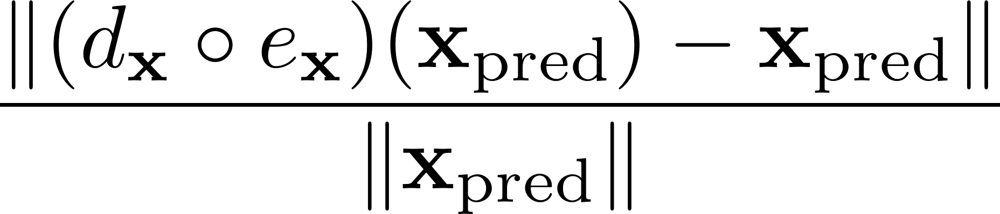 ‖(d_𝐱 ∘ e_𝐱)(𝐱_pred) − 𝐱_pred‖
‖𝐱_pred‖